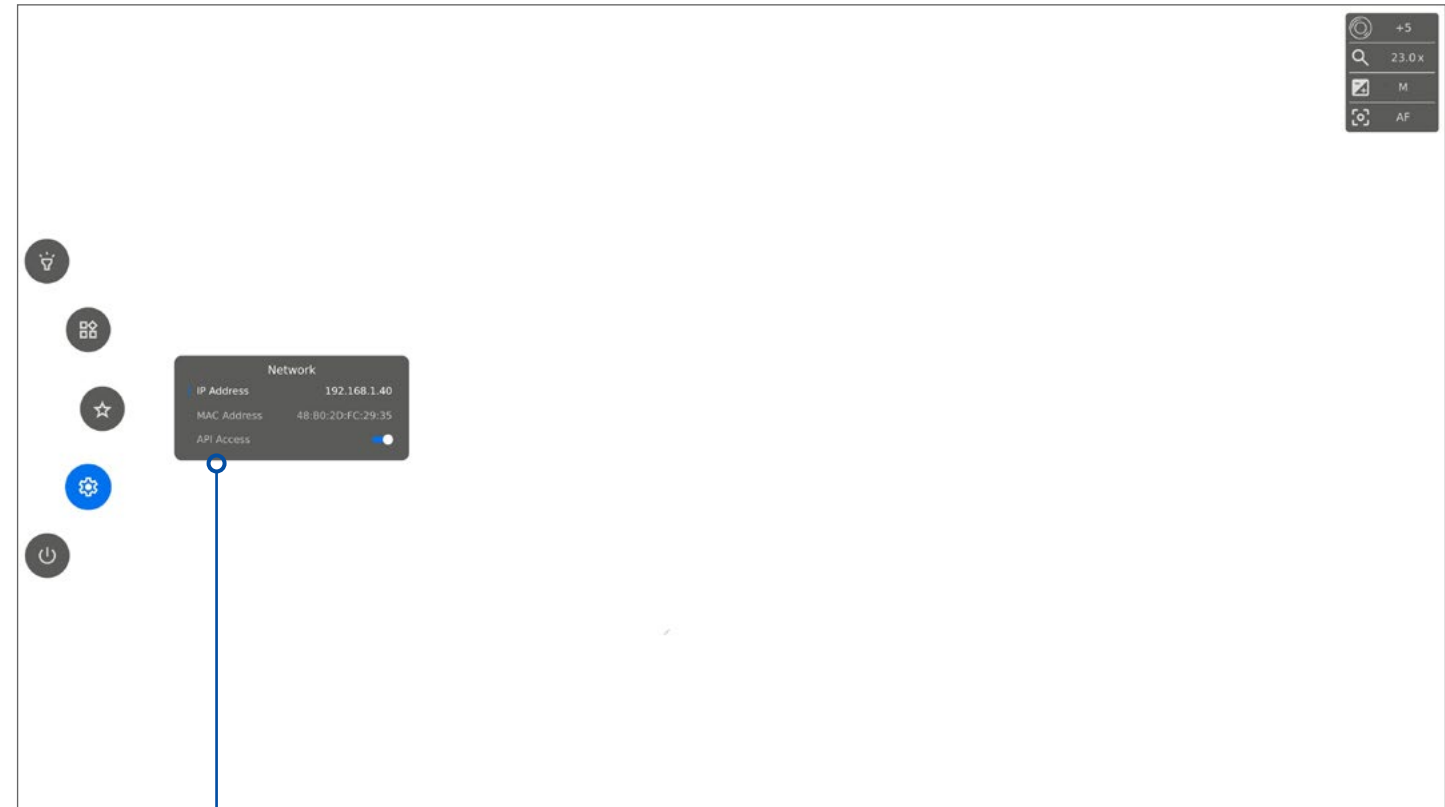 +5
23.0x
M
AF
Network
IP Address 192.168.1.40
MAC Address 48:B0:2D:FC:29:35
API Access